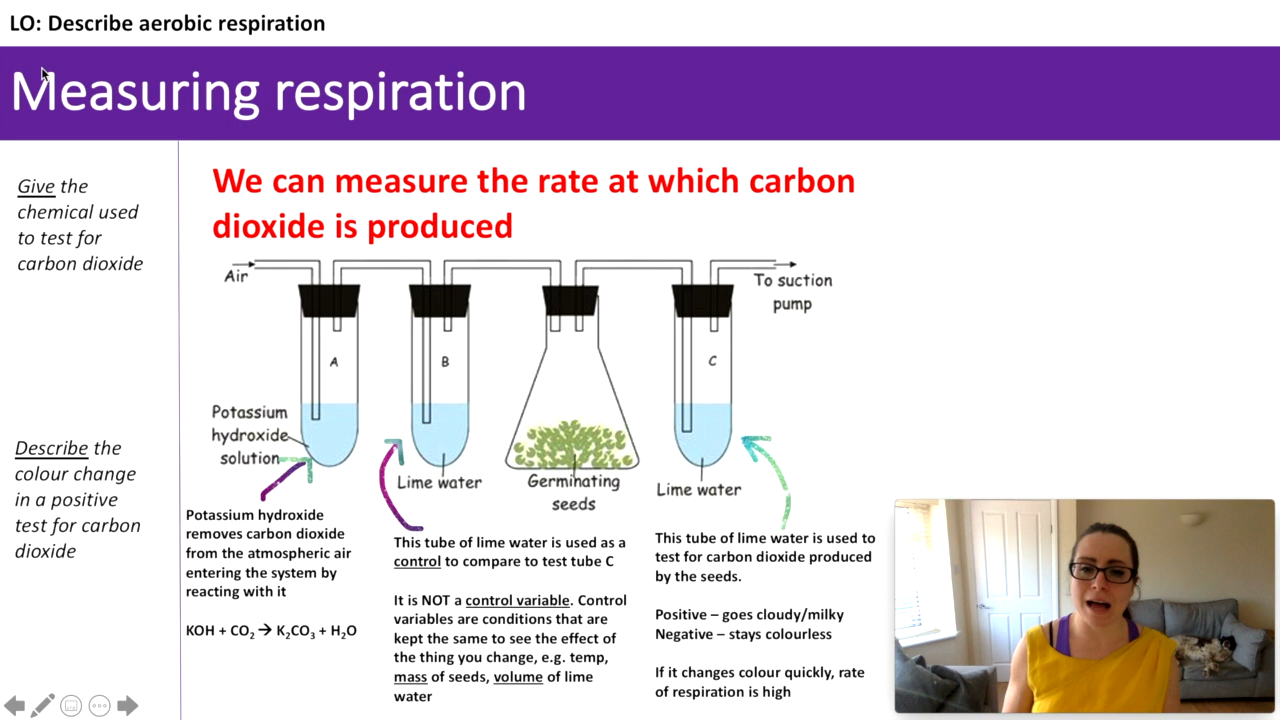 LO: Describe aerobic respiration
Measuring respiration
Give the
chemical used
to test for
carbon dioxide
Describe the
colour change
in a positive
test for carbon
dioxide
We can measure the rate at which carbon
dioxide is produced
Air
To suction
pump
A
B
C
Potassium
hydroxide
solution
Lime water
Germinating
seeds
Lime water
Potassium hydroxide
removes carbon dioxide
from the atmospheric air
entering the system by
reacting with it
KOH + CO₂ → K₂CO₃ + H₂O
This tube of lime water is used as a
control to compare to test tube C
It is NOT a control variable. Control
variables are conditions that are
kept the same to see the effect of
the thing you change, e.g. temp,
mass of seeds, volume of lime
water
This tube of lime water is used to
test for carbon dioxide produced
by the seeds.
Positive – goes cloudy/milky
Negative – stays colourless
If it changes colour quickly, rate
of respiration is high